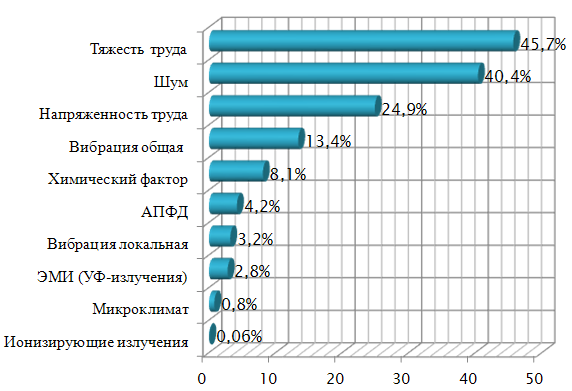 Тяжесть труда 45,7%
Шум 40,4%
Напряженность труда 24,9%
Вибрация общая 13,4%
Химический фактор 8,1%
АПФД 4,2%
Вибрация локальная 3,2%
ЭМИ (УФ-излучения) 2,8%
Микроклимат 0,8%
Ионизирующие излучения 0,06%
0 10 20 30 40 50